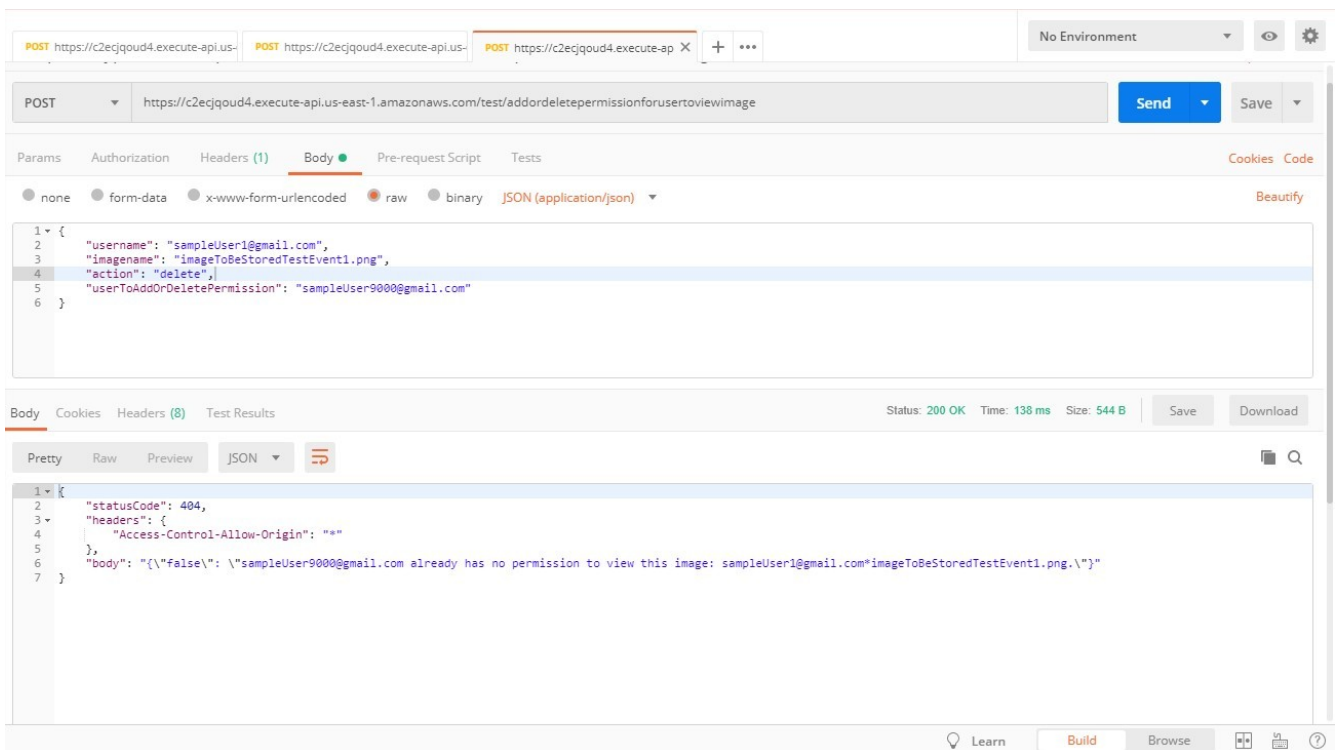 POST https://c2ecjqoud4.execute-api.us- POST https://c2ecjqoud4.execute-api.us- POST https://c2ecjqoud4.execute-ap X + ••• No Environment
POST https://c2ecjqoud4.execute-api.us-east-1.amazonaws.com/test/addordeletepermissionforusertoviewimage Send Save
Params Authorization Headers (1) Body Pre-request Script Tests Cookies Code
none form-data x-www-form-urlencoded raw binary JSON (application/json) Beautify
1 {
2 "username": "sampleUser1@gmail.com",
3 "imagename": "imageToBeStoredTestEvent1.png",
4 "action": "delete",
5 "userToAddOrDeletePermission": "sampleUser9000@gmail.com"
6 }
Body Cookies Headers (8) Test Results Status: 200 OK Time: 138 ms Size: 544 B Save Download
Pretty Raw Preview JSON
1 {
2 "statusCode": 404,
3 "headers": {
4 "Access-Control-Allow-Origin": "*"
5 },
6 "body": "{\"false\": \"sampleUser9000@gmail.com already has no permission to view this image: sampleUser1@gmail.com*imageToBeStoredTestEvent1.png.\"}"
7 }
Learn Build Browse ?